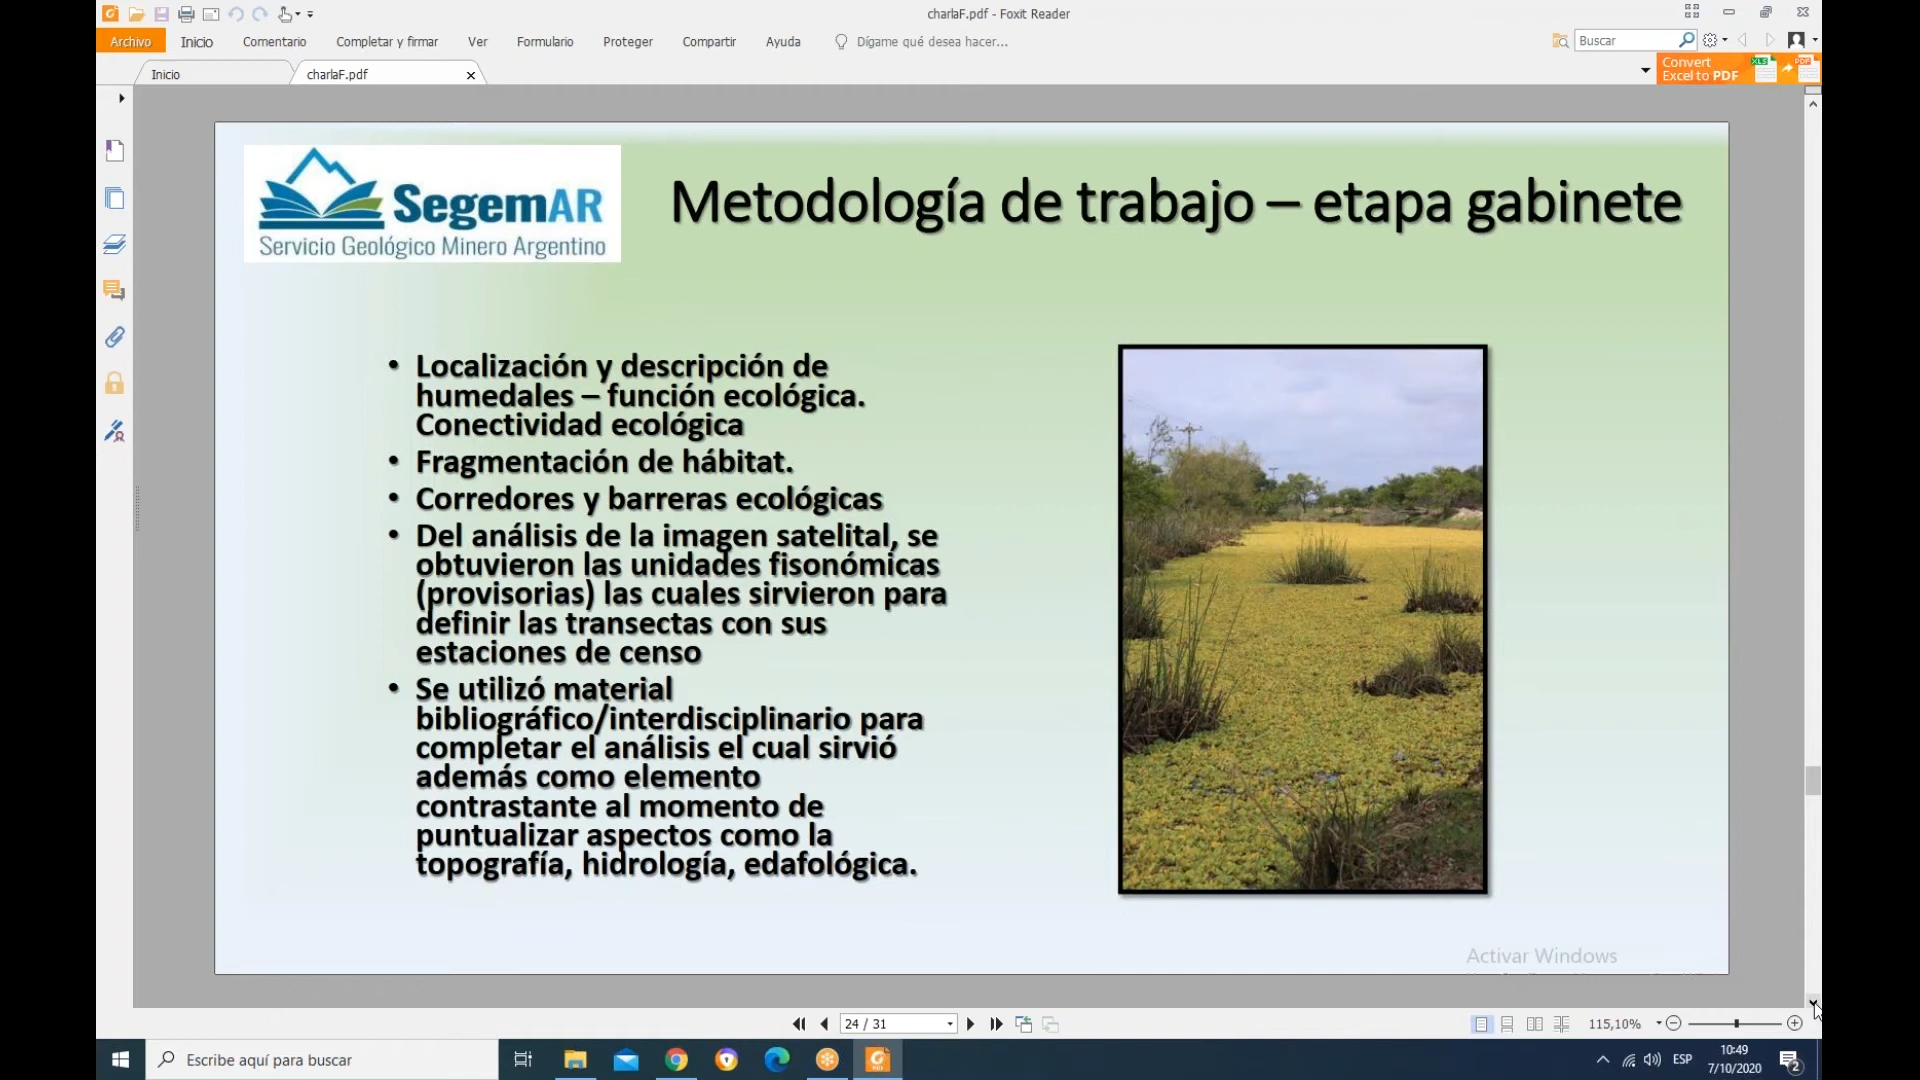 charlaF.pdf - Foxit Reader
Archivo Inicio Comentario Completar y firmar Ver Formulario Proteger Compartir Ayuda Dígame qué desea hacer... Buscar
Convert
Excel to PDF
Inicio charlaF.pdf
SegemAR
Servicio Geológico Minero Argentino
Metodología de trabajo – etapa gabinete
• Localización y descripción de
humedales – función ecológica.
Conectividad ecológica
• Fragmentación de hábitat.
• Corredores y barreras ecológicas
• Del análisis de la imagen satelital, se
obtuvieron las unidades fisonómicas
(provisorias) las cuales sirvieron para
definir las transectas con sus
estaciones de censo
• Se utilizó material
bibliográfico/interdisciplinario para
completar el análisis el cual sirvió
además como elemento
contrastante al momento de
puntualizar aspectos como la
topografía, hidrología, edafológica.
Activar Windows
24 / 31
115,10%
Escribe aquí para buscar
ESP
10:49
7/10/2020
2